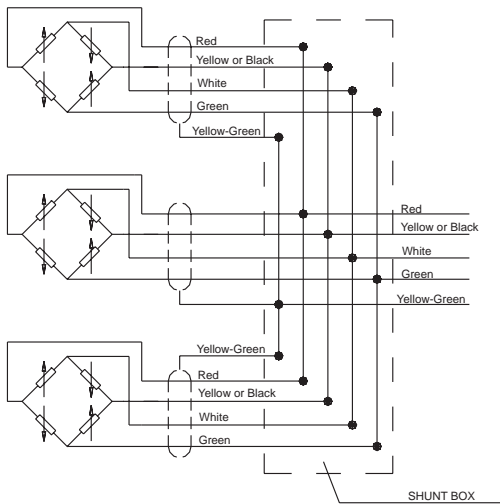 Red
Yellow or Black
White
Green
Yellow-Green
Red
Yellow or Black
White
Green
Yellow-Green
Yellow-Green
Red
Yellow or Black
White
Green
SHUNT BOX